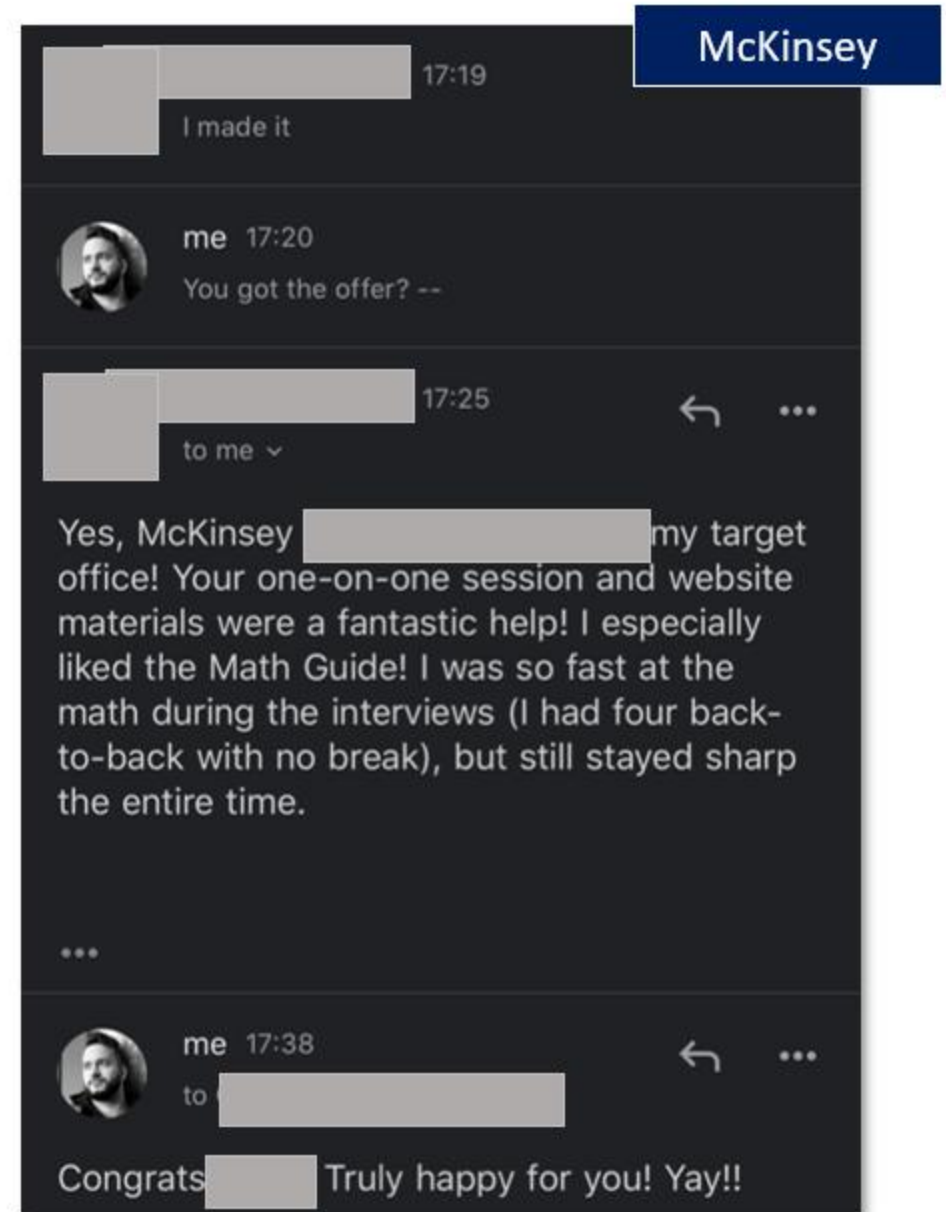 McKinsey
17:19
I made it
me 17:20
You got the offer? --
17:25
to me
Yes, McKinsey my target
office! Your one-on-one session and website
materials were a fantastic help! I especially
liked the Math Guide! I was so fast at the
math during the interviews (I had four back-
to-back with no break), but still stayed sharp
the entire time.
me 17:38
to
Congrats Truly happy for you! Yay!!